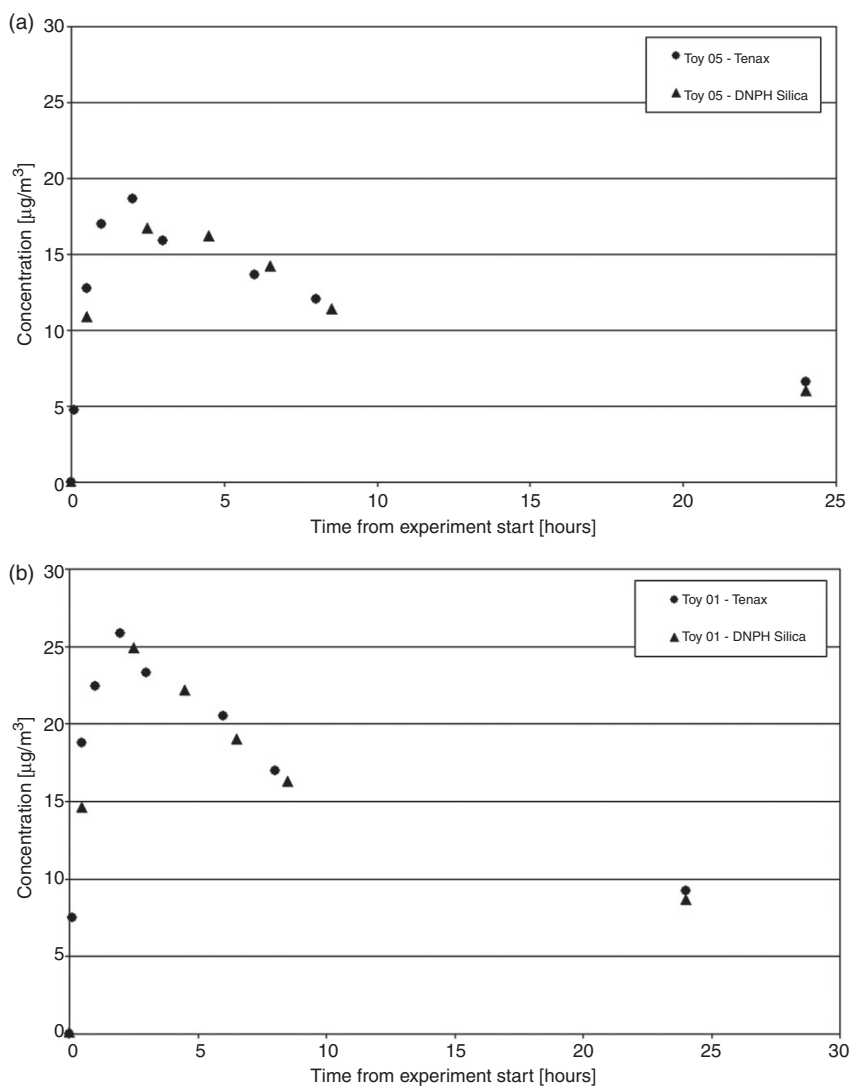 (a)
30
25
20
15
10
5
0
Concentration [µg/m³]
Toy 05 - Tenax
Toy 05 - DNPH Silica
0 5 10 15 20 25
Time from experiment start [hours]
(b)
30
25
20
15
10
5
0
Concentration [µg/m³]
Toy 01 - Tenax
Toy 01 - DNPH Silica
0 5 10 15 20 25 30
Time from experiment start [hours]